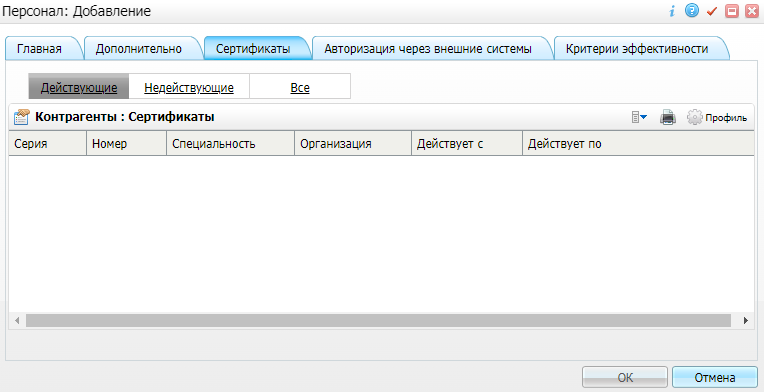 Персонал: Добавление
Главная Дополнительно Сертификаты Авторизация через внешние системы Критерии эффективности
Действующие Недействующие Все
Контрагенты : Сертификаты Профиль
Серия Номер Специальность Организация Действует с Действует по
OK Отмена